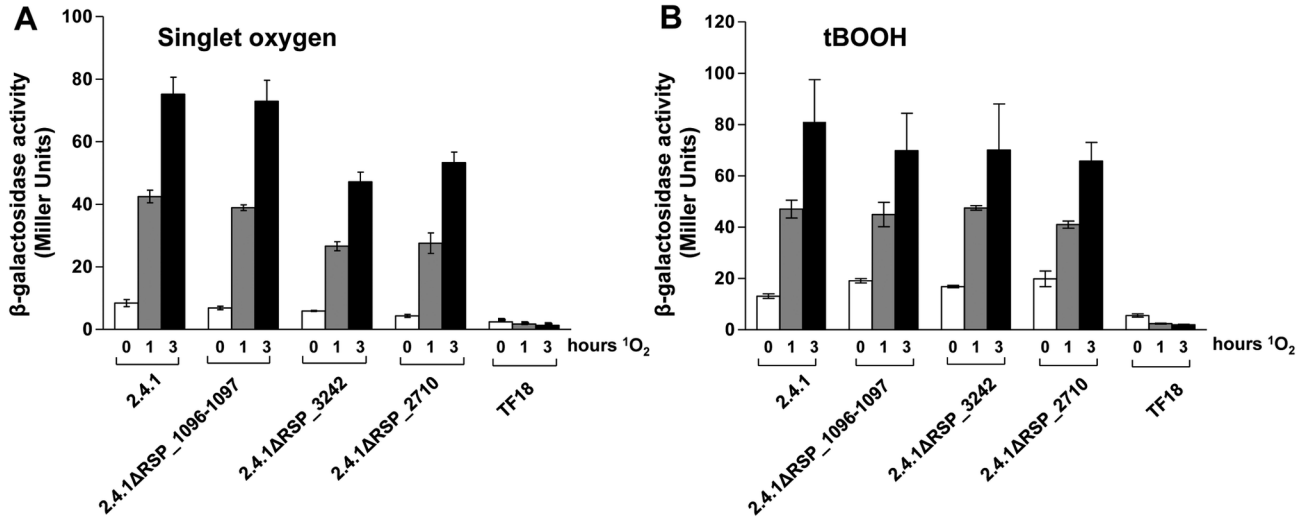 A
Singlet oxygen
β-galactosidase activity
(Miller Units)
100
80
60
40
20
0
0 1 3 0 1 3 0 1 3 0 1 3 0 1 3 hours ¹O₂
2.4.1
2.4.1ΔRSP_1096-1097
2.4.1ΔRSP_3242
2.4.1ΔRSP_2710
TF18
B
tBOOH
β-galactosidase activity
(Miller Units)
120
100
80
60
40
20
0
0 1 3 0 1 3 0 1 3 0 1 3 0 1 3 hours ¹O₂
2.4.1
2.4.1ΔRSP_1096-1097
2.4.1ΔRSP_3242
2.4.1ΔRSP_2710
TF18